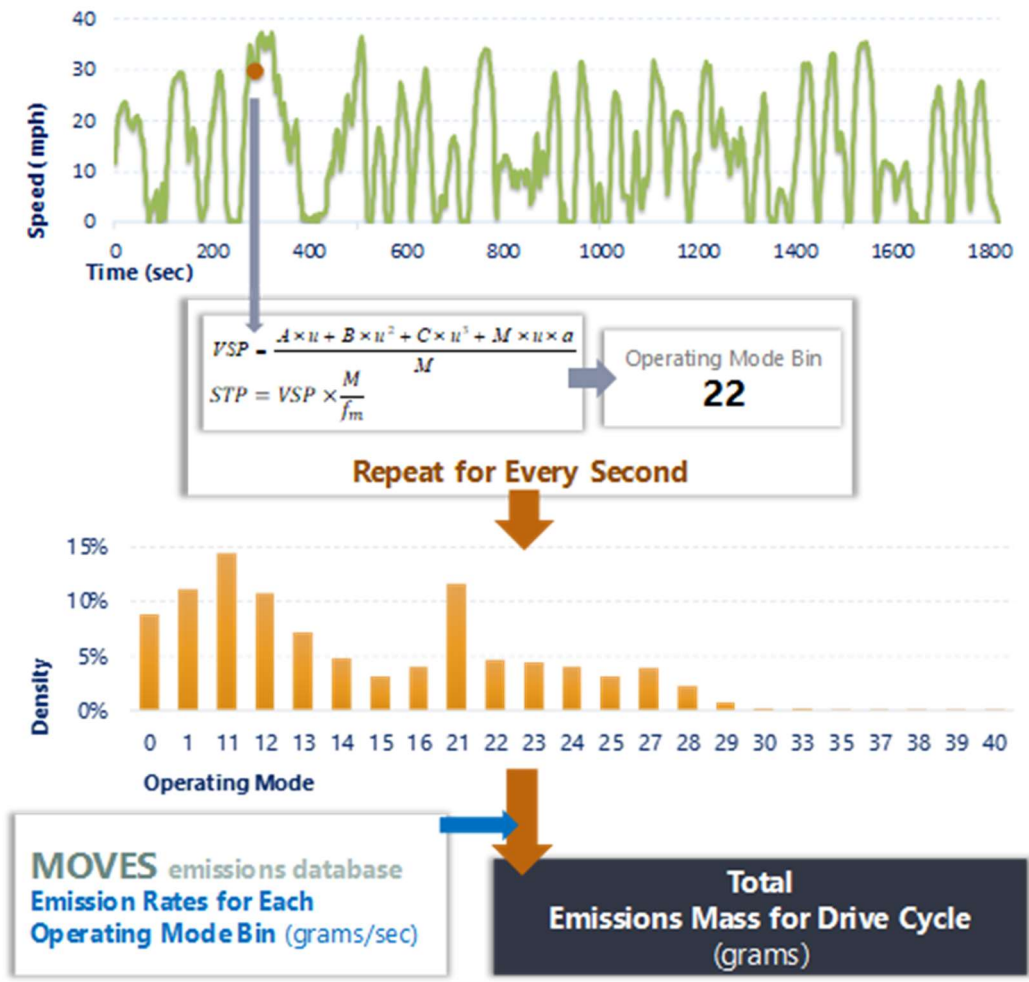 40
30
20
10
0
Speed (mph)
0 200 400 600 800 1000 1200 1400 1600 1800
Time (sec)
VSP = A × u + B × u² + C × u³ + M × u × a / M
STP = VSP × M / fm
Operating Mode Bin
22
Repeat for Every Second
15%
10%
5%
0%
Density
0 1 11 12 13 14 15 16 21 22 23 24 25 27 28 29 30 33 35 37 38 39 40
Operating Mode
MOVES emissions database
Emission Rates for Each
Operating Mode Bin (grams/sec)
Total
Emissions Mass for Drive Cycle
(grams)